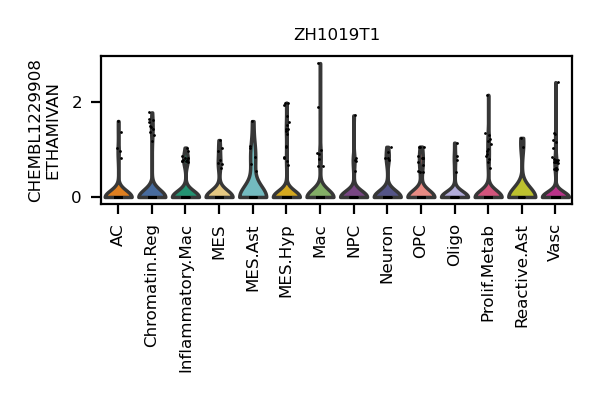 ZH1019T1
CHEMBL1229908
ETHAMIVAN
2
0
AC
Chromatin.Reg
Inflammatory.Mac
MES
MES.Ast
MES.Hyp
Mac
NPC
Neuron
OPC
Oligo
Prolif.Metab
Reactive.Ast
Vasc